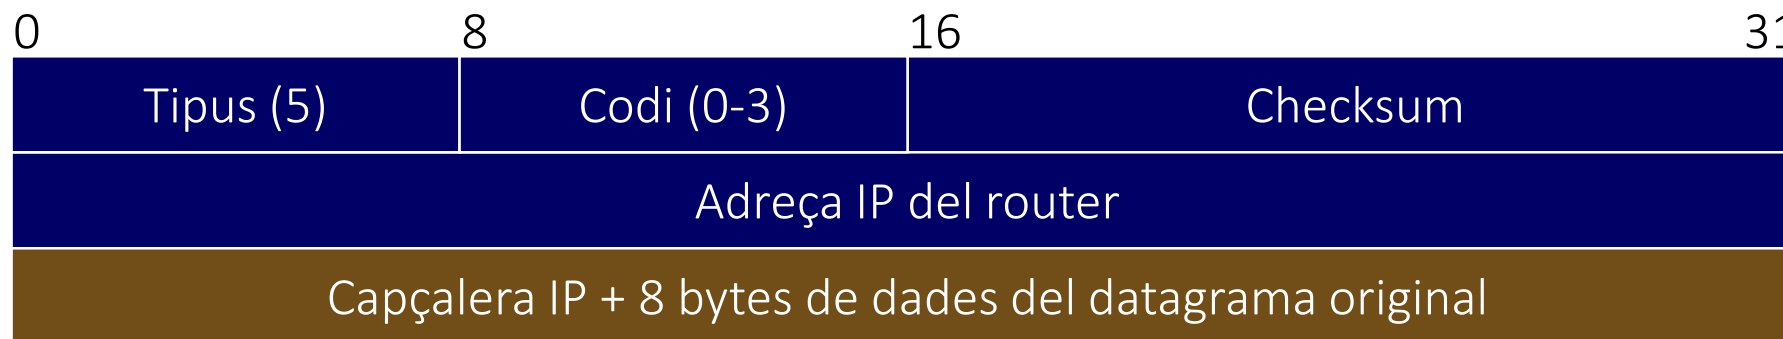 0 8 16 31
Tipus (5) Codi (0-3) Checksum
Adreça IP del router
Capçalera IP + 8 bytes de dades del datagrama original